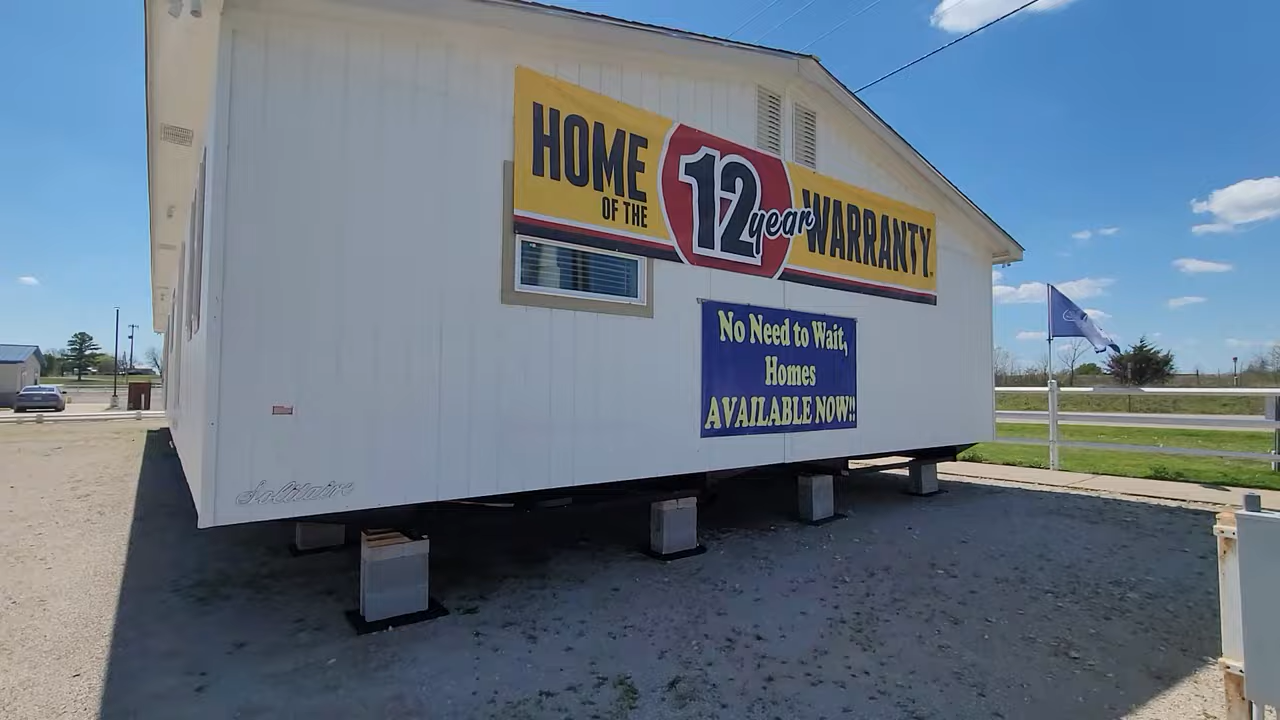 HOME
OF THE
12 year
WARRANTY
No Need to Wait,
Homes
AVAILABLE NOW!!
Solitaire